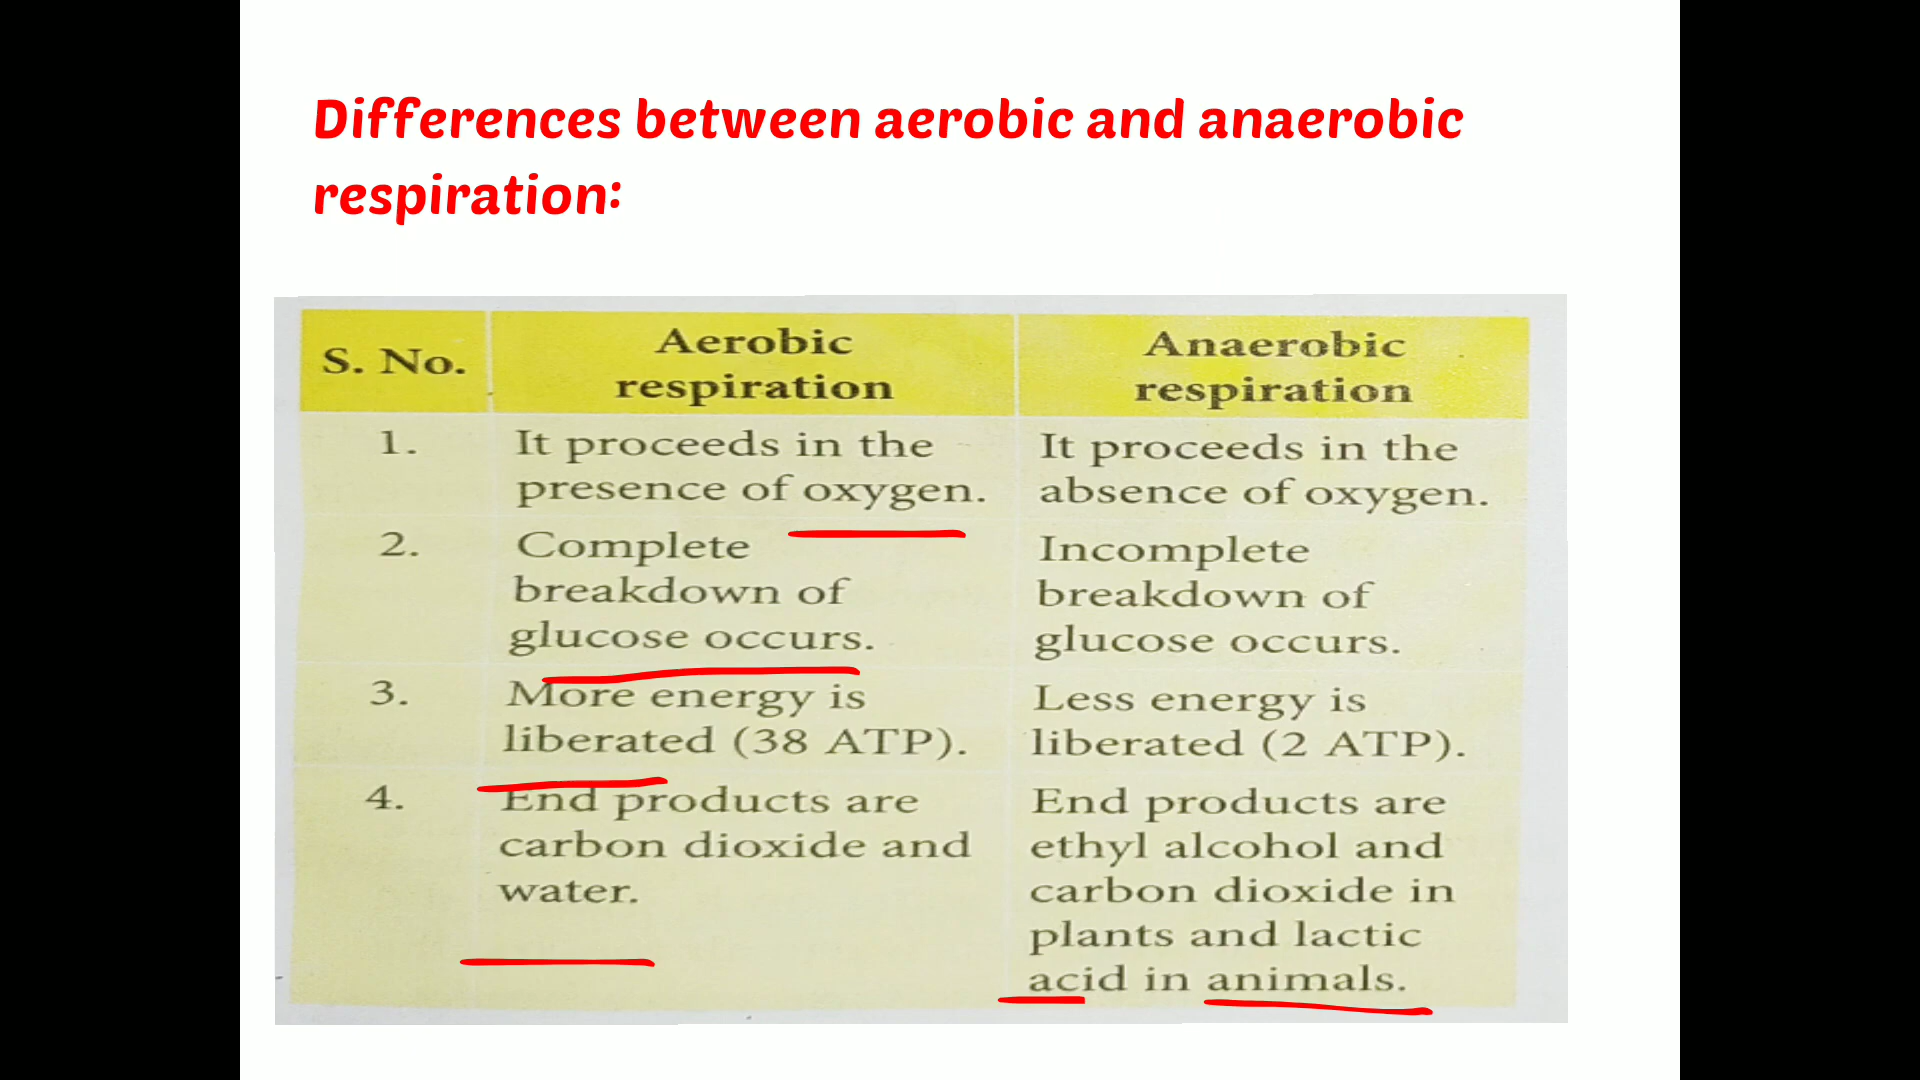 Differences between aerobic and anaerobic
respiration:
S. No.
Aerobic
respiration
Anaerobic
respiration
1.
It proceeds in the
presence of oxygen.
It proceeds in the
absence of oxygen.
2.
Complete
breakdown of
glucose occurs.
Incomplete
breakdown of
glucose occurs.
3.
More energy is
liberated (38 ATP).
Less energy is
liberated (2 ATP).
4.
End products are
carbon dioxide and
water.
End products are
ethyl alcohol and
carbon dioxide in
plants and lactic
acid in animals.